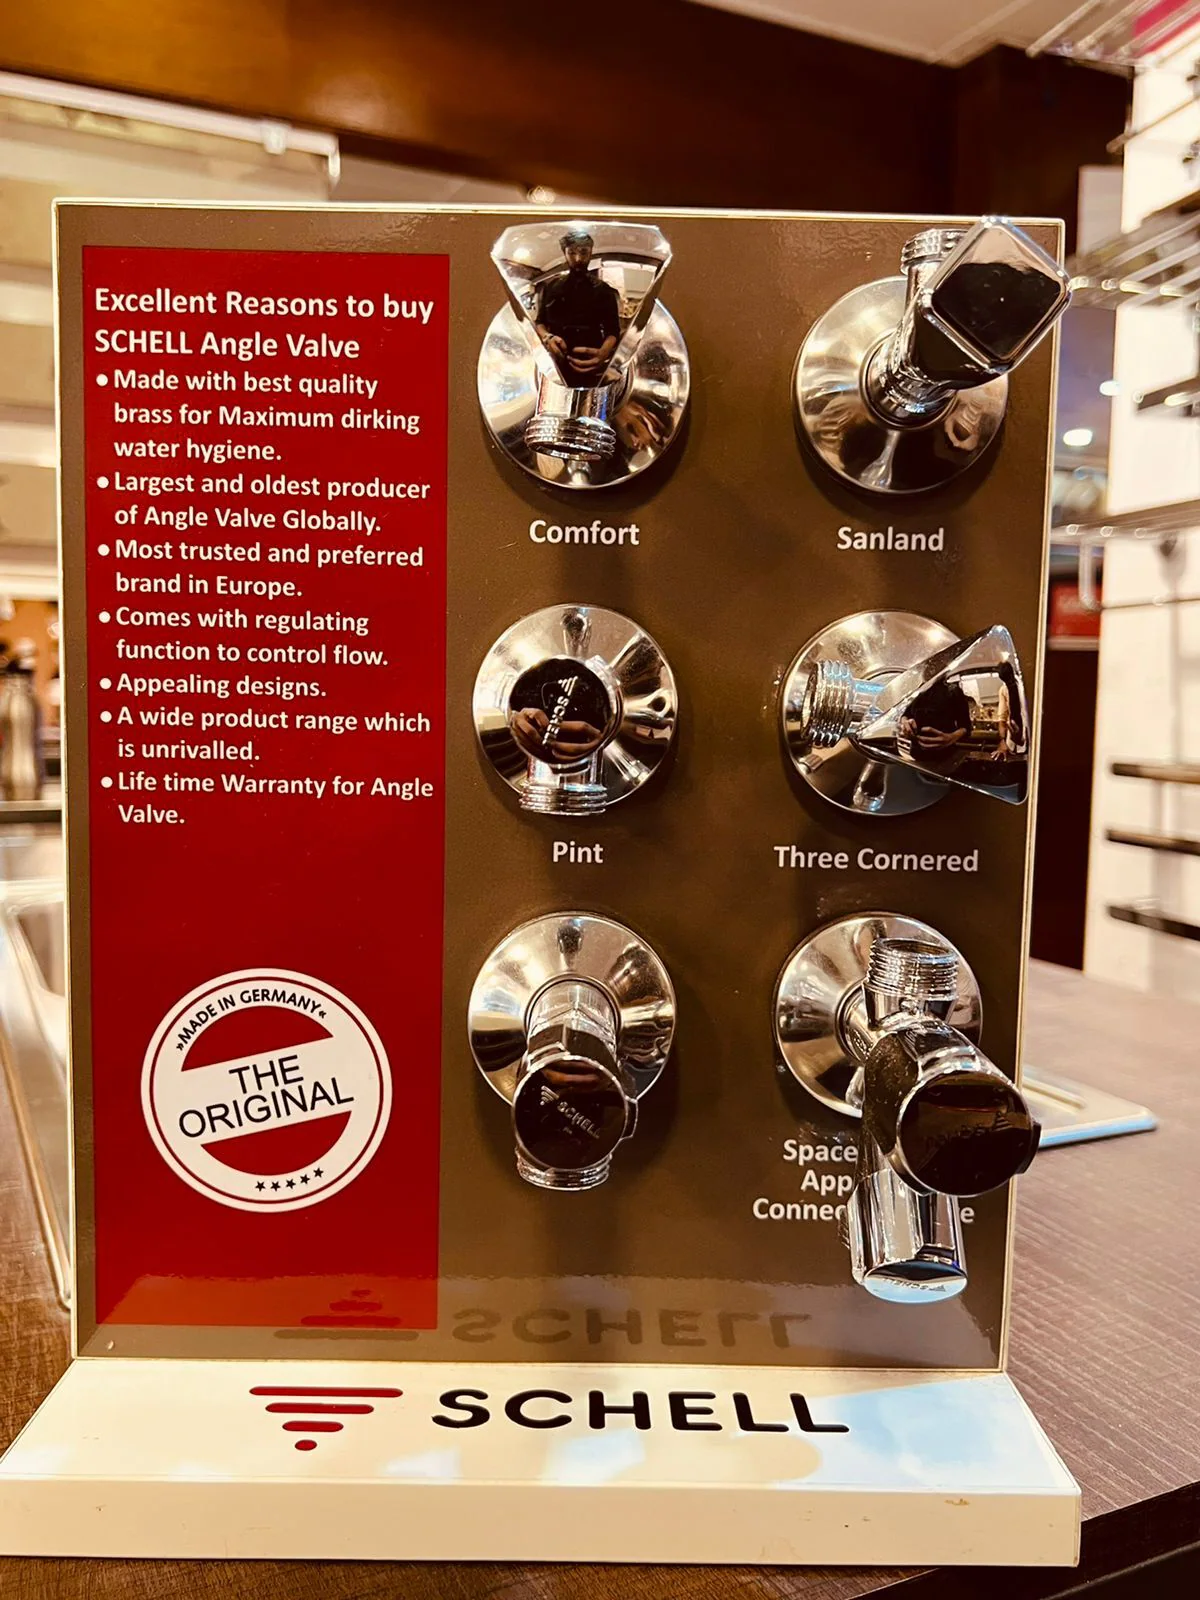 Excellent Reasons to buy
SCHELL Angle Valve
• Made with best quality
brass for Maximum dirking
water hygiene.
• Largest and oldest producer
of Angle Valve Globally.
• Most trusted and preferred
brand in Europe.
• Comes with regulating
function to control flow.
• Appealing designs.
• A wide product range which
is unrivalled.
• Life time Warranty for Angle
Valve.
»MADE IN GERMANY«
THE
ORIGINAL
Comfort
Sanland
SCHELL
Pint
Three Cornered
SCHELL
Space
SCHELL